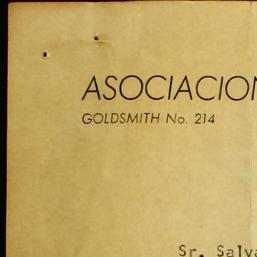 ASOCIACION
GOLDSMITH No. 214
Sr. Salva